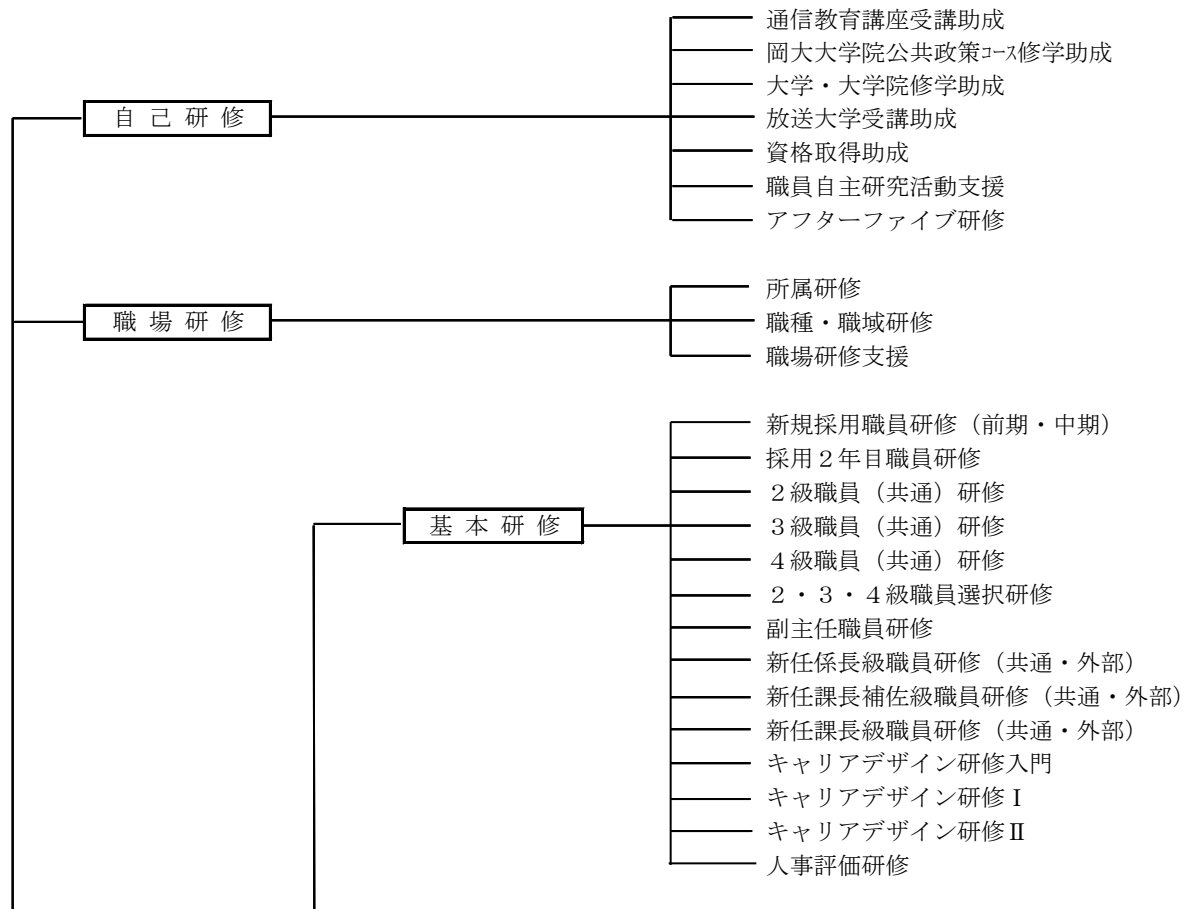 通信教育講座受講助成
岡大大学院公共政策ｺｰｽ修学助成
大学・大学院修学助成
自己研修
放送大学受講助成
資格取得助成
職員自主研究活動支援
アフターファイブ研修
所属研修
職場研修
職種・職域研修
職場研修支援
新規採用職員研修（前期・中期）
採用２年目職員研修
２級職員（共通）研修
基本研修
３級職員（共通）研修
４級職員（共通）研修
２・３・４級職員選択研修
副主任職員研修
新任係長級職員研修（共通・外部）
新任課長補佐級職員研修（共通・外部）
新任課長級職員研修（共通・外部）
キャリアデザイン研修入門
キャリアデザイン研修Ⅰ
キャリアデザイン研修Ⅱ
人事評価研修